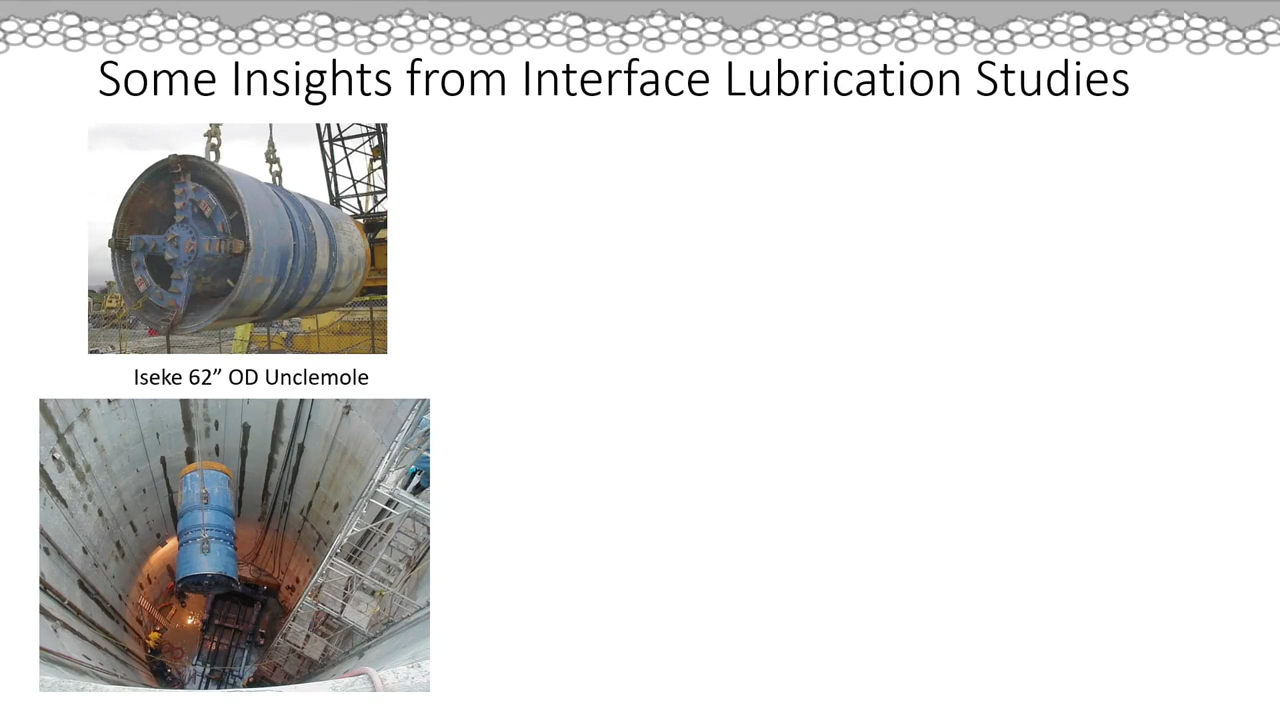 Some Insights from Interface Lubrication Studies
Iseke 62” OD Unclemole